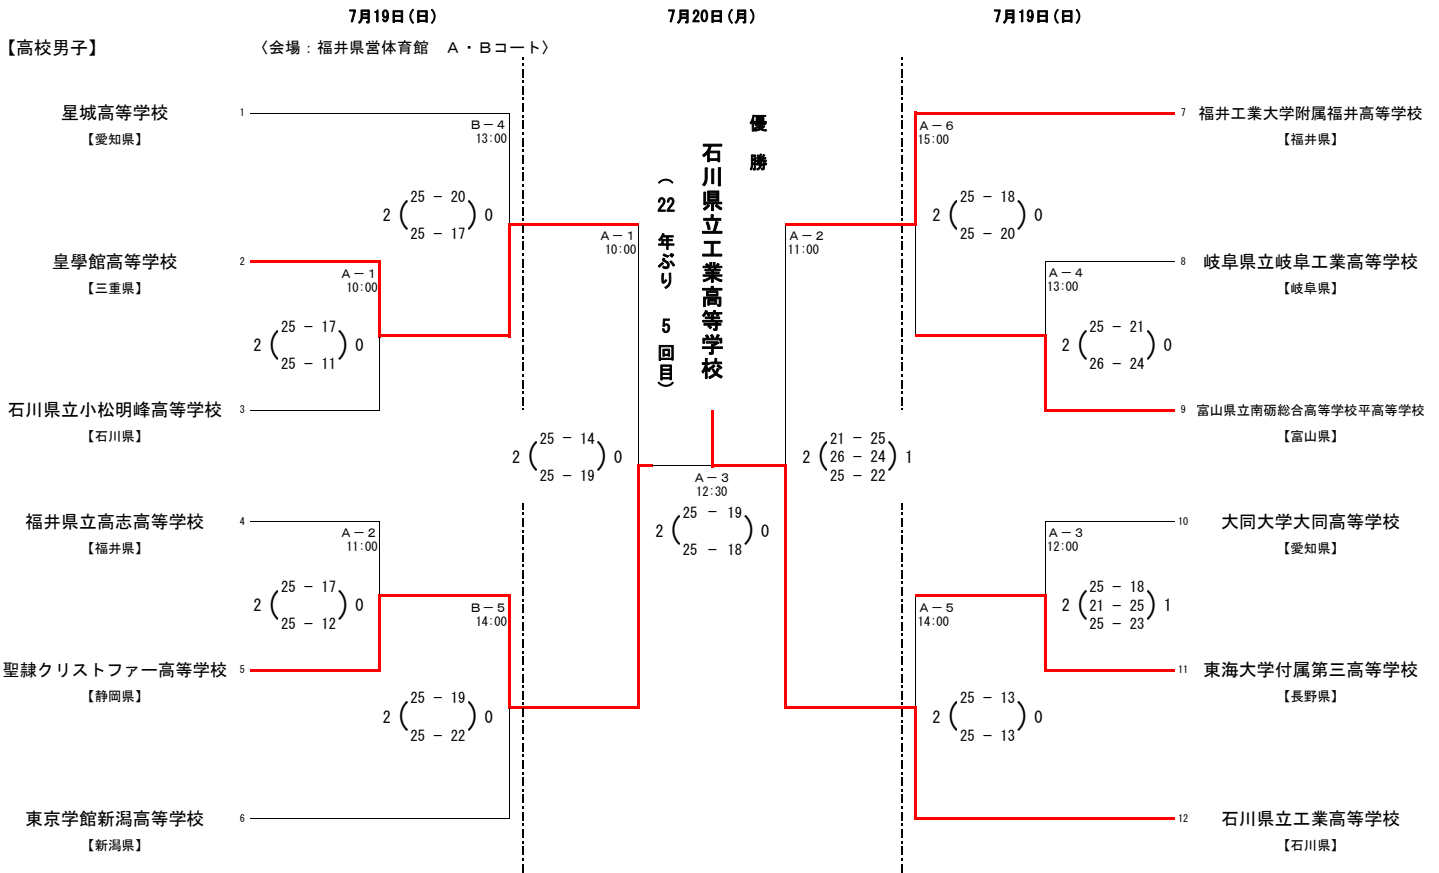 7月19日(日)
7月20日(月)
7月19日(日)
【高校男子】
〈会場：福井県営体育館　Ａ・Ｂコート〉
星城高等学校
1
【愛知県】
Ｂ－４
13:00
2 ( 25 － 20
25 － 17 ) 0
皇學館高等学校
2
【三重県】
Ａ－１
10:00
2 ( 25 － 17
25 － 11 ) 0
石川県立小松明峰高等学校
3
【石川県】
福井県立高志高等学校
4
【福井県】
Ａ－２
11:00
2 ( 25 － 17
25 － 12 ) 0
Ｂ－５
14:00
聖隷クリストファー高等学校
5
【静岡県】
2 ( 25 － 19
25 － 22 ) 0
東京学館新潟高等学校
6
【新潟県】
Ａ－１
10:00
2 ( 25 － 14
25 － 19 ) 0
優勝
石川県立工業高等学校
(22年ぶり　5回目)
Ａ－３
12:30
2 ( 25 － 19
25 － 18 ) 0
Ａ－２
11:00
2 ( 21 － 25
26 － 24
25 － 22 ) 1
7
福井工業大学附属福井高等学校
【福井県】
Ａ－６
15:00
2 ( 25 － 18
25 － 20 ) 0
8
岐阜県立岐阜工業高等学校
【岐阜県】
Ａ－４
13:00
2 ( 25 － 21
26 － 24 ) 0
9
富山県立南砺総合高等学校平高等学校
【富山県】
10
大同大学大同高等学校
【愛知県】
Ａ－３
12:00
2 ( 25 － 18
21 － 25
25 － 23 ) 1
Ａ－５
14:00
11
東海大学付属第三高等学校
【長野県】
2 ( 25 － 13
25 － 13 ) 0
12
石川県立工業高等学校
【石川県】